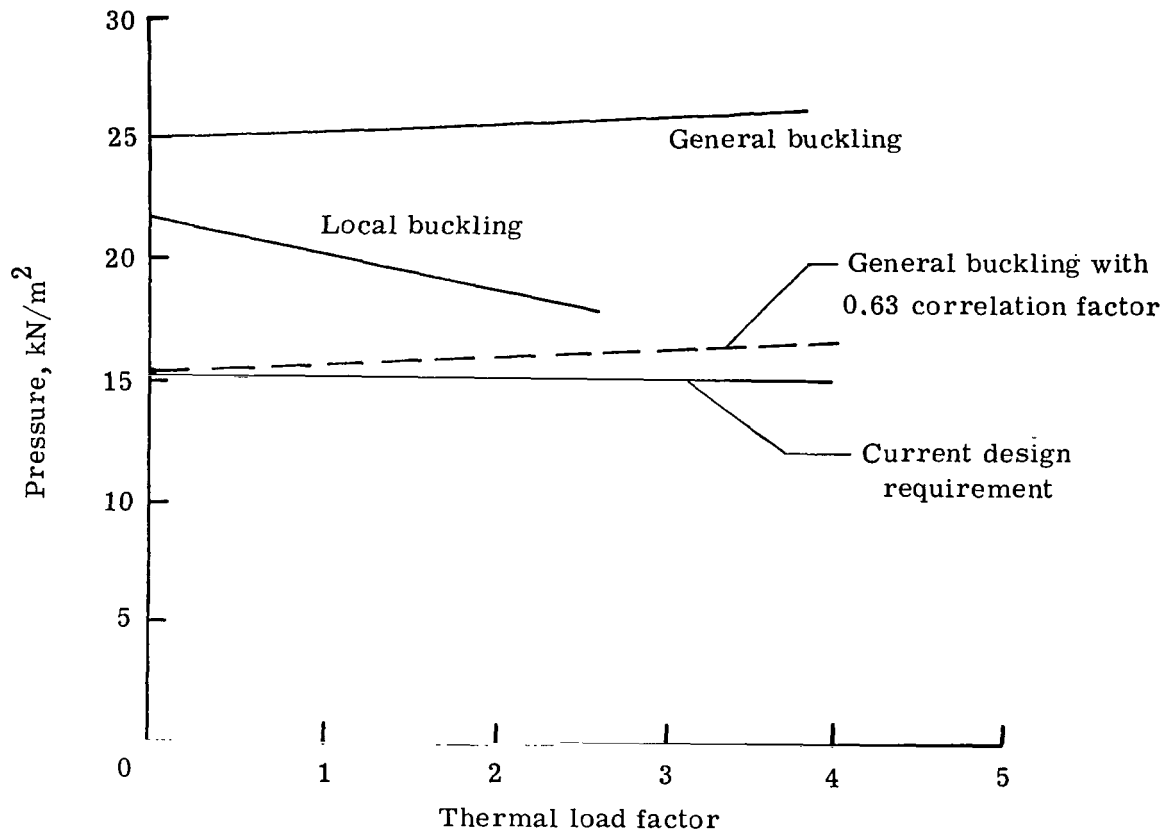 30
25
General buckling
Local buckling
20
General buckling with
0.63 correlation factor
15
Current design
requirement
10
5
0
Pressure, kN/m²
1
2
3
4
5
Thermal load factor